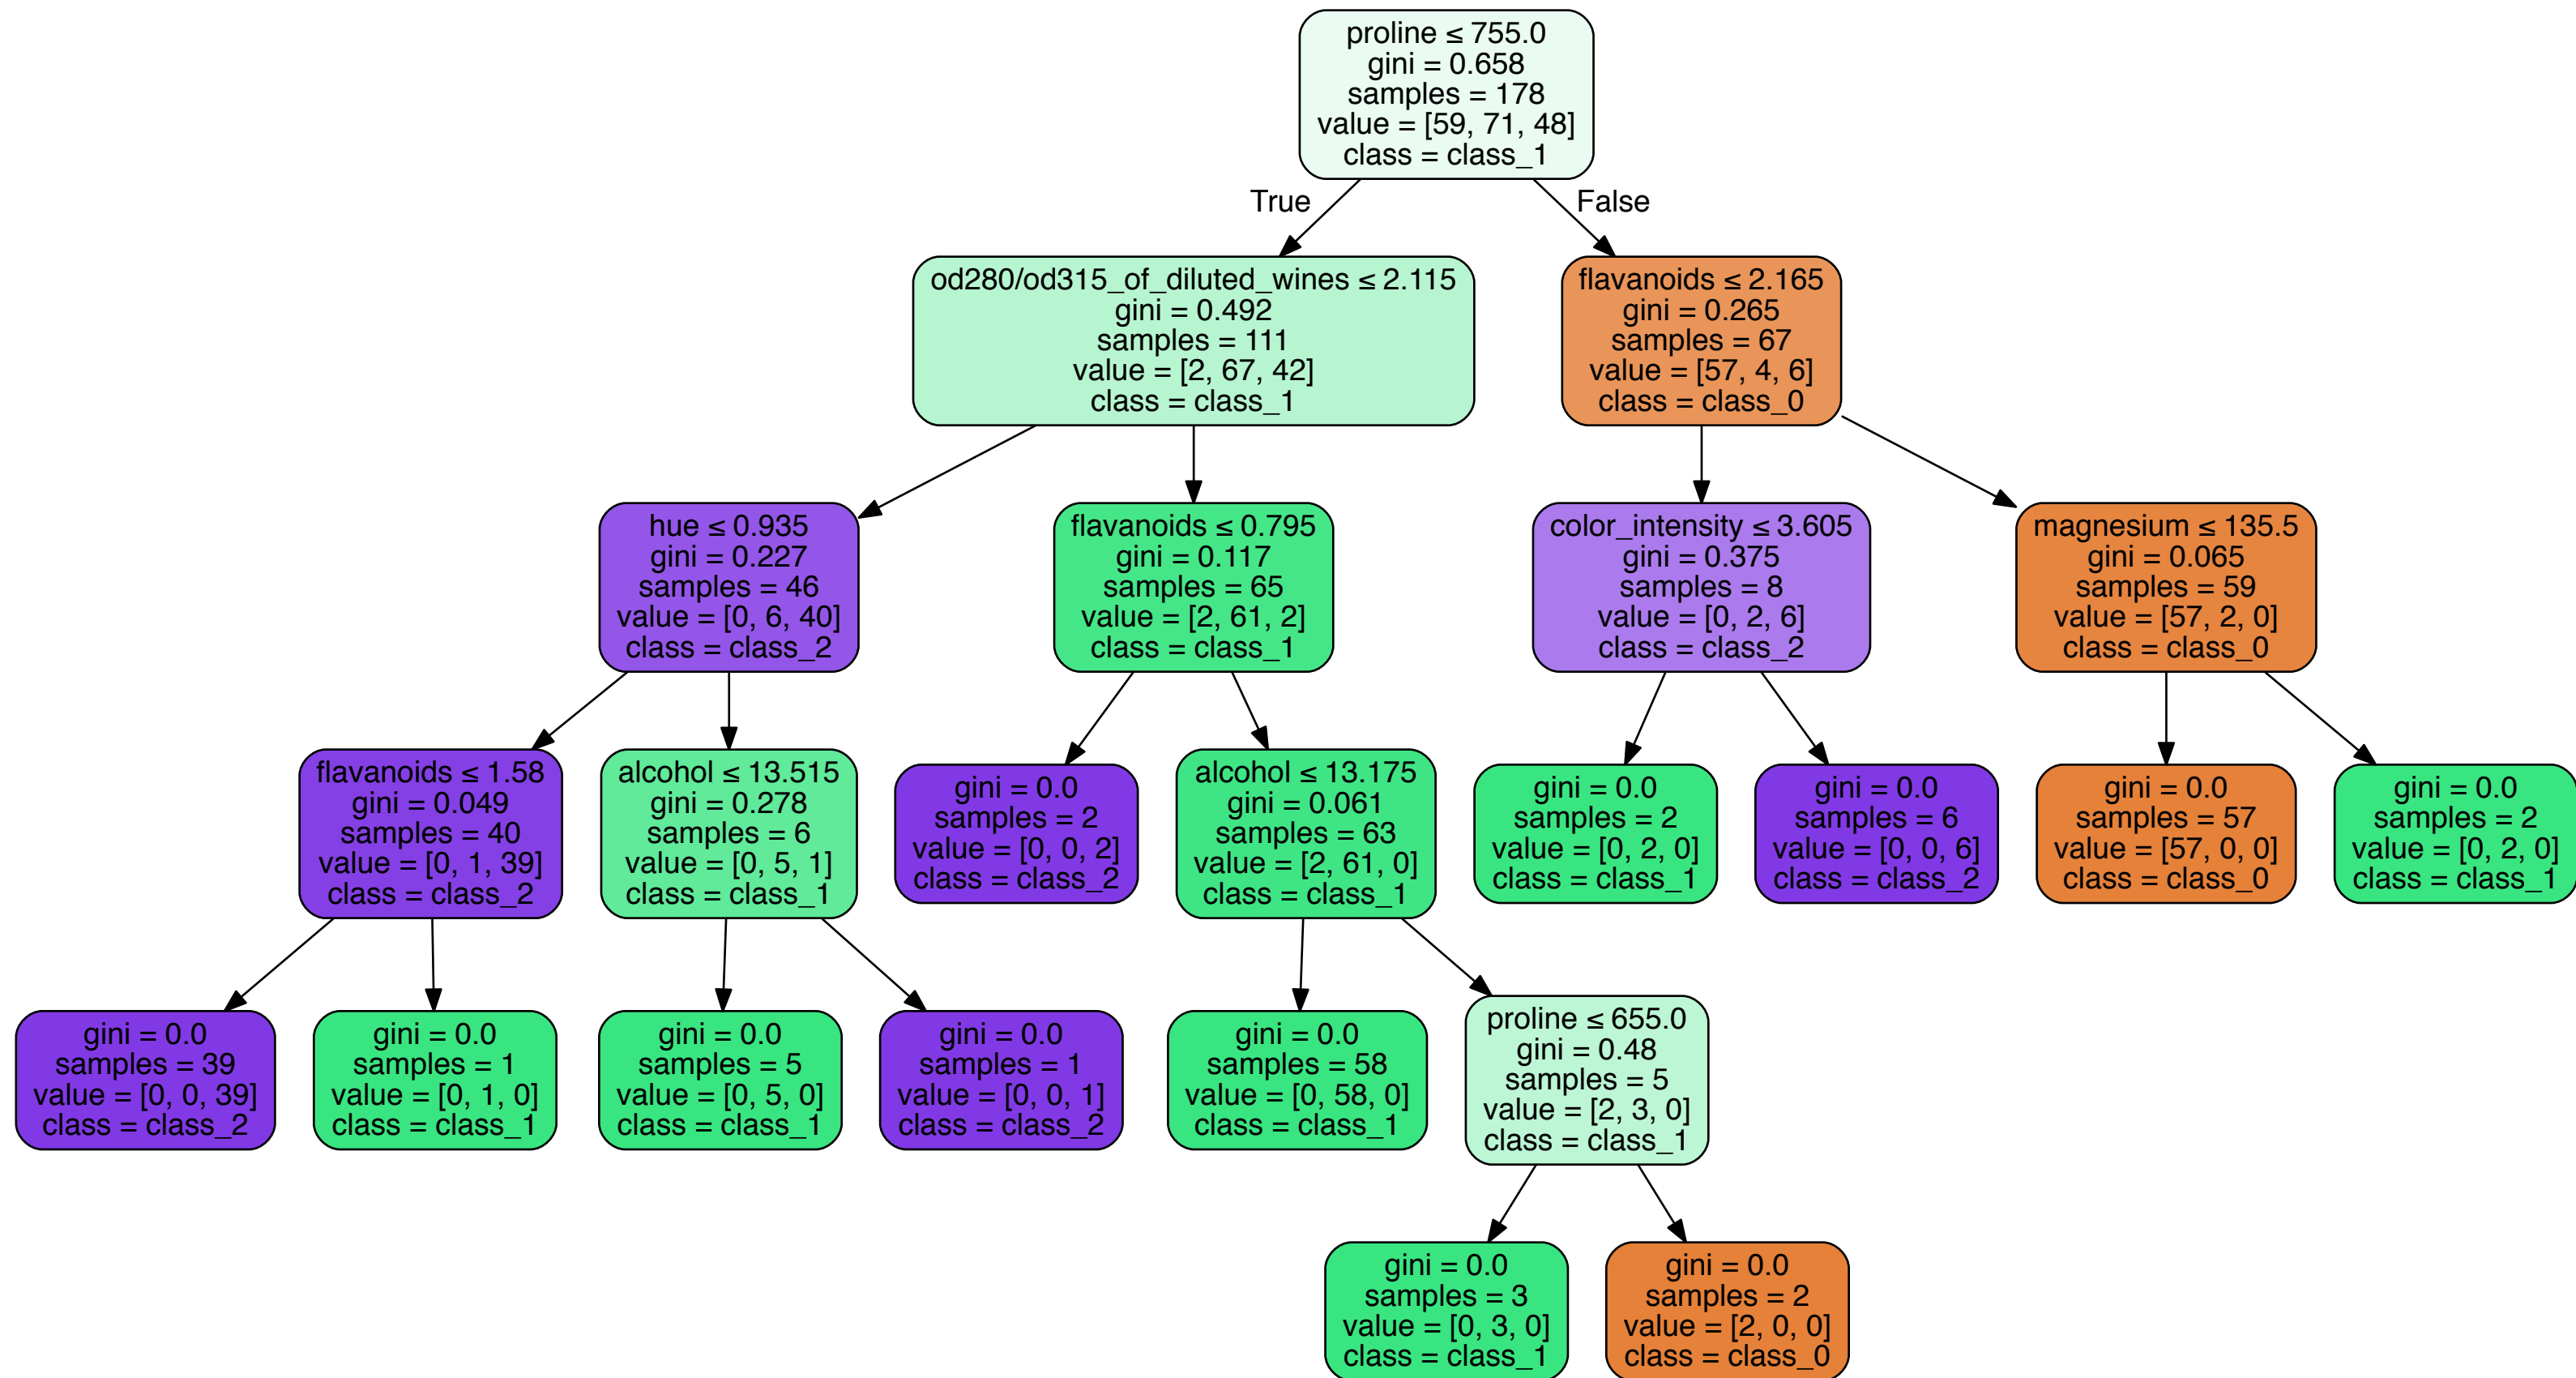 proline ≤ 755.0
gini = 0.658
samples = 178
value = [59, 71, 48]
class = class_1
True
False
od280/od315_of_diluted_wines ≤ 2.115
gini = 0.492
samples = 111
value = [2, 67, 42]
class = class_1
flavanoids ≤ 2.165
gini = 0.265
samples = 67
value = [57, 4, 6]
class = class_0
hue ≤ 0.935
gini = 0.227
samples = 46
value = [0, 6, 40]
class = class_2
flavanoids ≤ 0.795
gini = 0.117
samples = 65
value = [2, 61, 2]
class = class_1
color_intensity ≤ 3.605
gini = 0.375
samples = 8
value = [0, 2, 6]
class = class_2
magnesium ≤ 135.5
gini = 0.065
samples = 59
value = [57, 2, 0]
class = class_0
flavanoids ≤ 1.58
gini = 0.049
samples = 40
value = [0, 1, 39]
class = class_2
alcohol ≤ 13.515
gini = 0.278
samples = 6
value = [0, 5, 1]
class = class_1
gini = 0.0
samples = 2
value = [0, 0, 2]
class = class_2
alcohol ≤ 13.175
gini = 0.061
samples = 63
value = [2, 61, 0]
class = class_1
gini = 0.0
samples = 2
value = [0, 2, 0]
class = class_1
gini = 0.0
samples = 6
value = [0, 0, 6]
class = class_2
gini = 0.0
samples = 57
value = [57, 0, 0]
class = class_0
gini = 0.0
samples = 2
value = [0, 2, 0]
class = class_1
gini = 0.0
samples = 39
value = [0, 0, 39]
class = class_2
gini = 0.0
samples = 1
value = [0, 1, 0]
class = class_1
gini = 0.0
samples = 5
value = [0, 5, 0]
class = class_1
gini = 0.0
samples = 1
value = [0, 0, 1]
class = class_2
gini = 0.0
samples = 58
value = [0, 58, 0]
class = class_1
proline ≤ 655.0
gini = 0.48
samples = 5
value = [2, 3, 0]
class = class_1
gini = 0.0
samples = 3
value = [0, 3, 0]
class = class_1
gini = 0.0
samples = 2
value = [2, 0, 0]
class = class_0